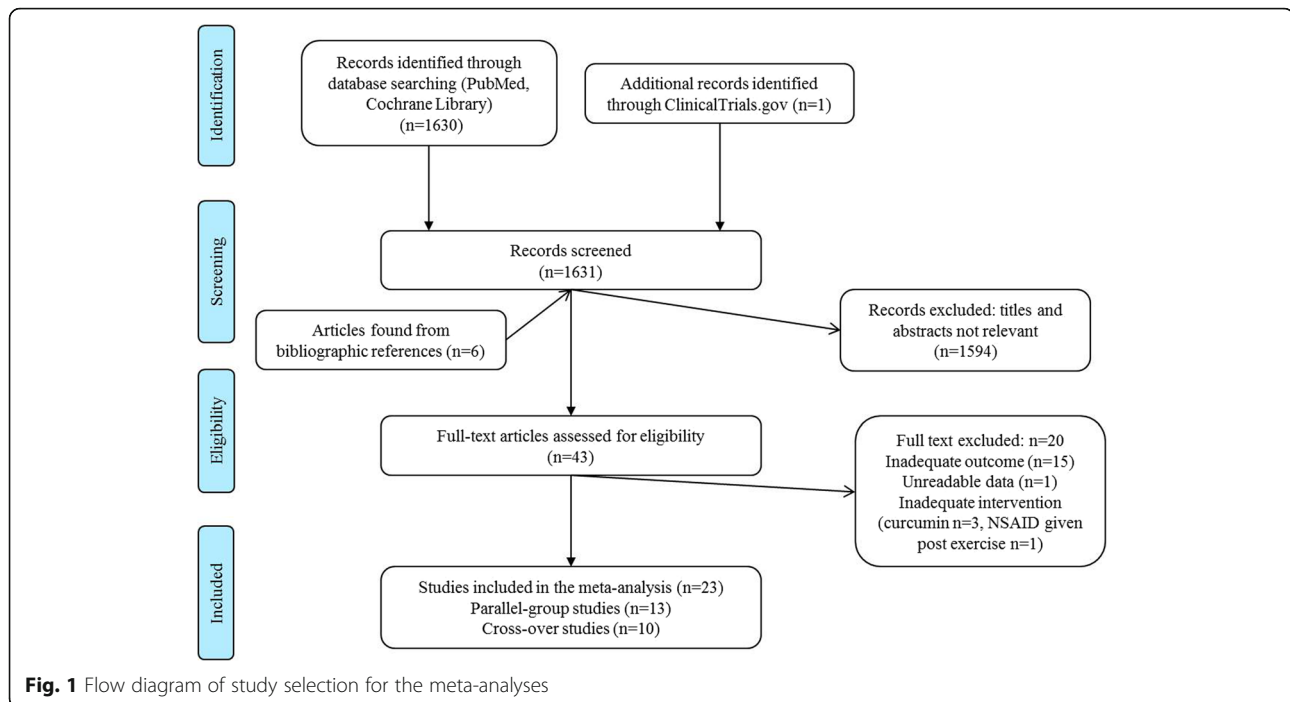 Identification
Records identified through
database searching (PubMed,
Cochrane Library)
(n=1630)
Additional records identified
through ClinicalTrials.gov (n=1)
Screening
Records screened
(n=1631)
Articles found from
bibliographic references (n=6)
Records excluded: titles and
abstracts not relevant
(n=1594)
Eligibility
Full-text articles assessed for eligibility
(n=43)
Full text excluded: n=20
Inadequate outcome (n=15)
Unreadable data (n=1)
Inadequate intervention
(curcumin n=3, NSAID given
post exercise n=1)
Included
Studies included in the meta-analysis (n=23)
Parallel-group studies (n=13)
Cross-over studies (n=10)
Fig. 1 Flow diagram of study selection for the meta-analyses